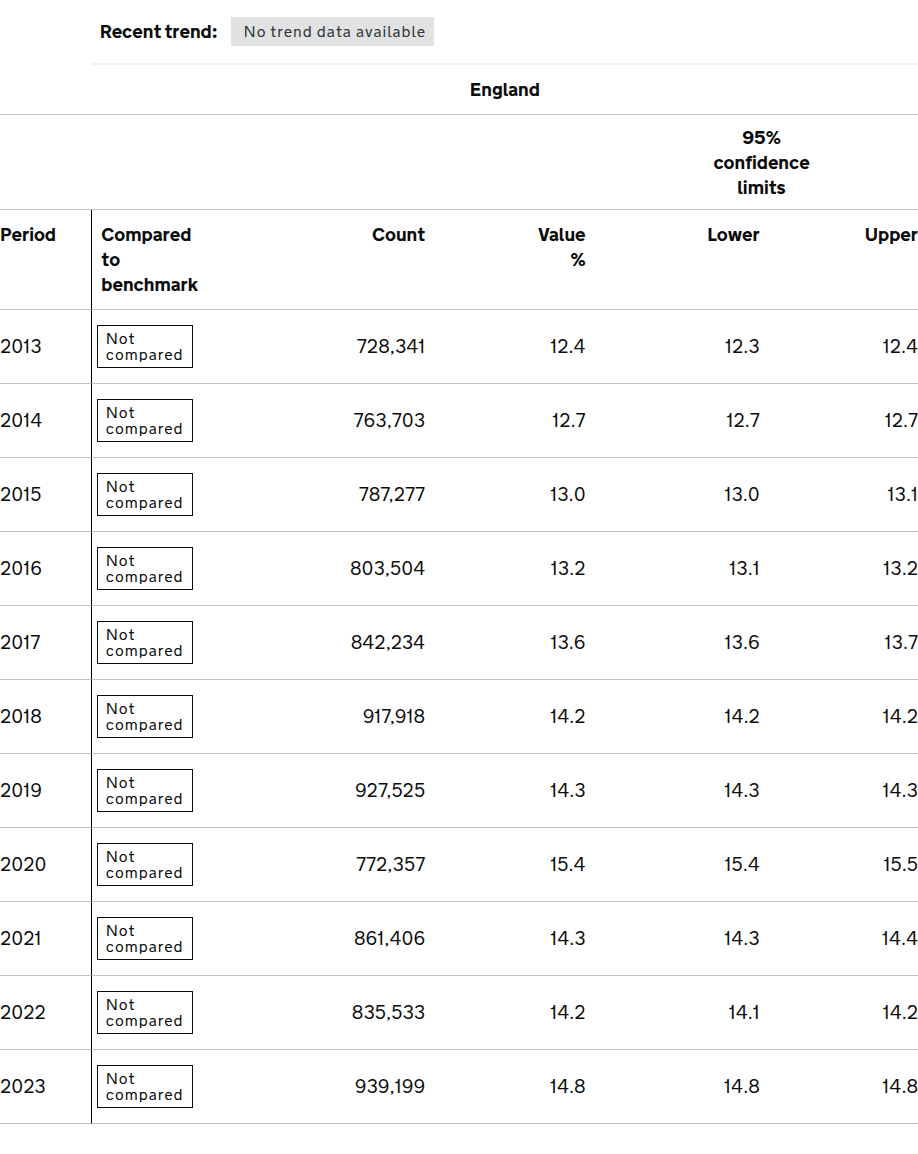 Recent trend: No trend data available
England
95%
confidence
limits
Period Compared Count Value Lower Upper
to %
benchmark
2013 Not compared 728,341 12.4 12.3 12.4
2014 Not compared 763,703 12.7 12.7 12.7
2015 Not compared 787,277 13.0 13.0 13.1
2016 Not compared 803,504 13.2 13.1 13.2
2017 Not compared 842,234 13.6 13.6 13.7
2018 Not compared 917,918 14.2 14.2 14.2
2019 Not compared 927,525 14.3 14.3 14.3
2020 Not compared 772,357 15.4 15.4 15.5
2021 Not compared 861,406 14.3 14.3 14.4
2022 Not compared 835,533 14.2 14.1 14.2
2023 Not compared 939,199 14.8 14.8 14.8